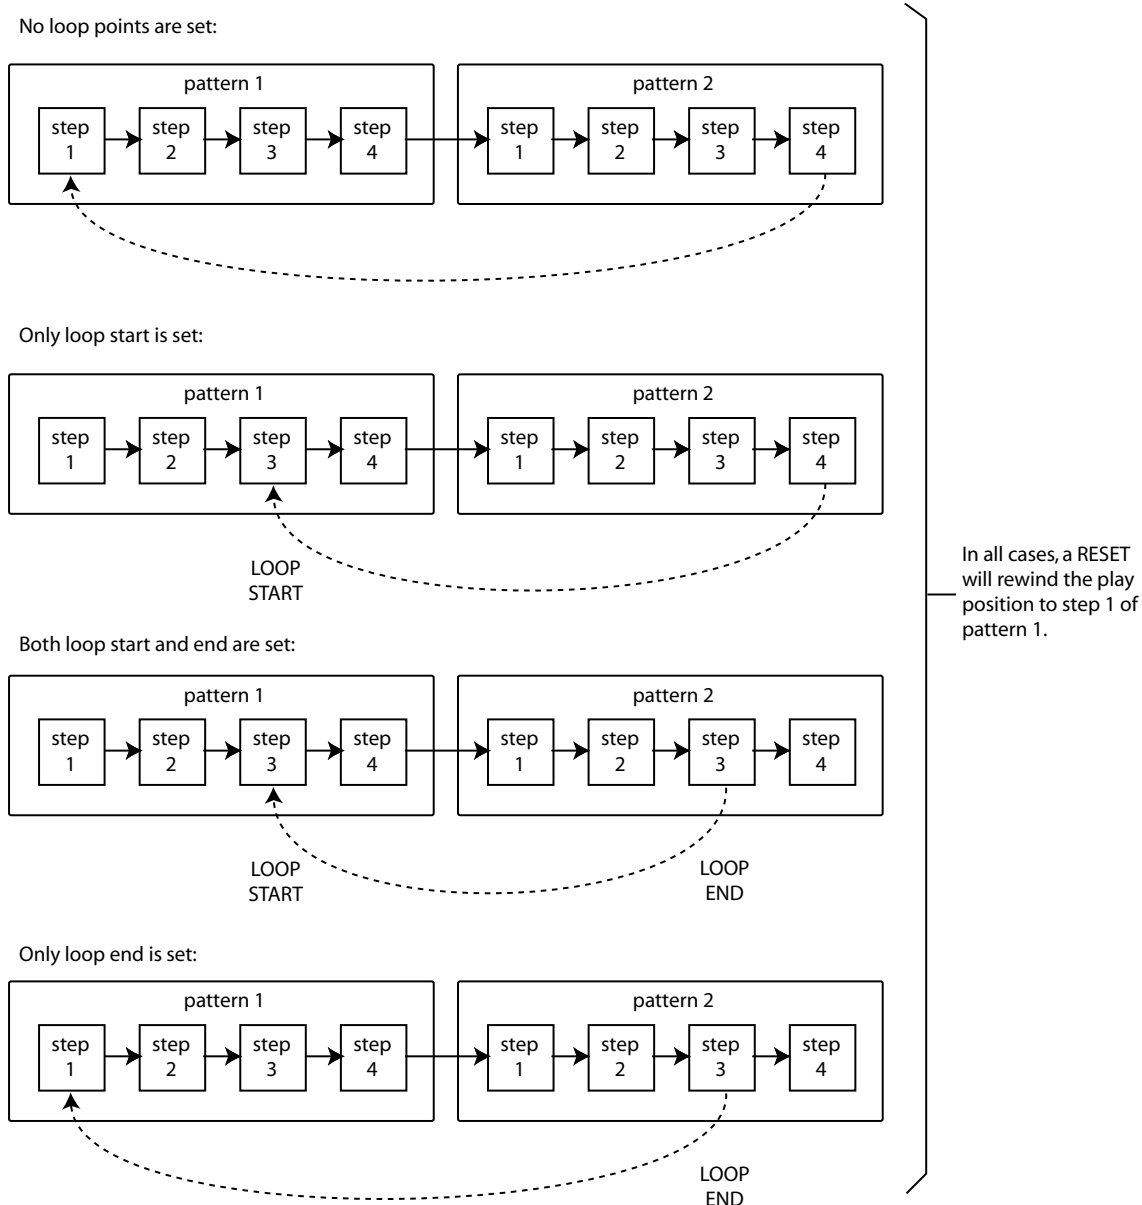 No loop points are set:
pattern 1
step
1
step
2
step
3
step
4
pattern 2
step
1
step
2
step
3
step
4
Only loop start is set:
pattern 1
step
1
step
2
step
3
step
4
pattern 2
step
1
step
2
step
3
step
4
LOOP
START
Both loop start and end are set:
pattern 1
step
1
step
2
step
3
step
4
pattern 2
step
1
step
2
step
3
step
4
LOOP
START
LOOP
END
Only loop end is set:
pattern 1
step
1
step
2
step
3
step
4
pattern 2
step
1
step
2
step
3
step
4
LOOP
END
In all cases, a RESET
will rewind the play
position to step 1 of
pattern 1.